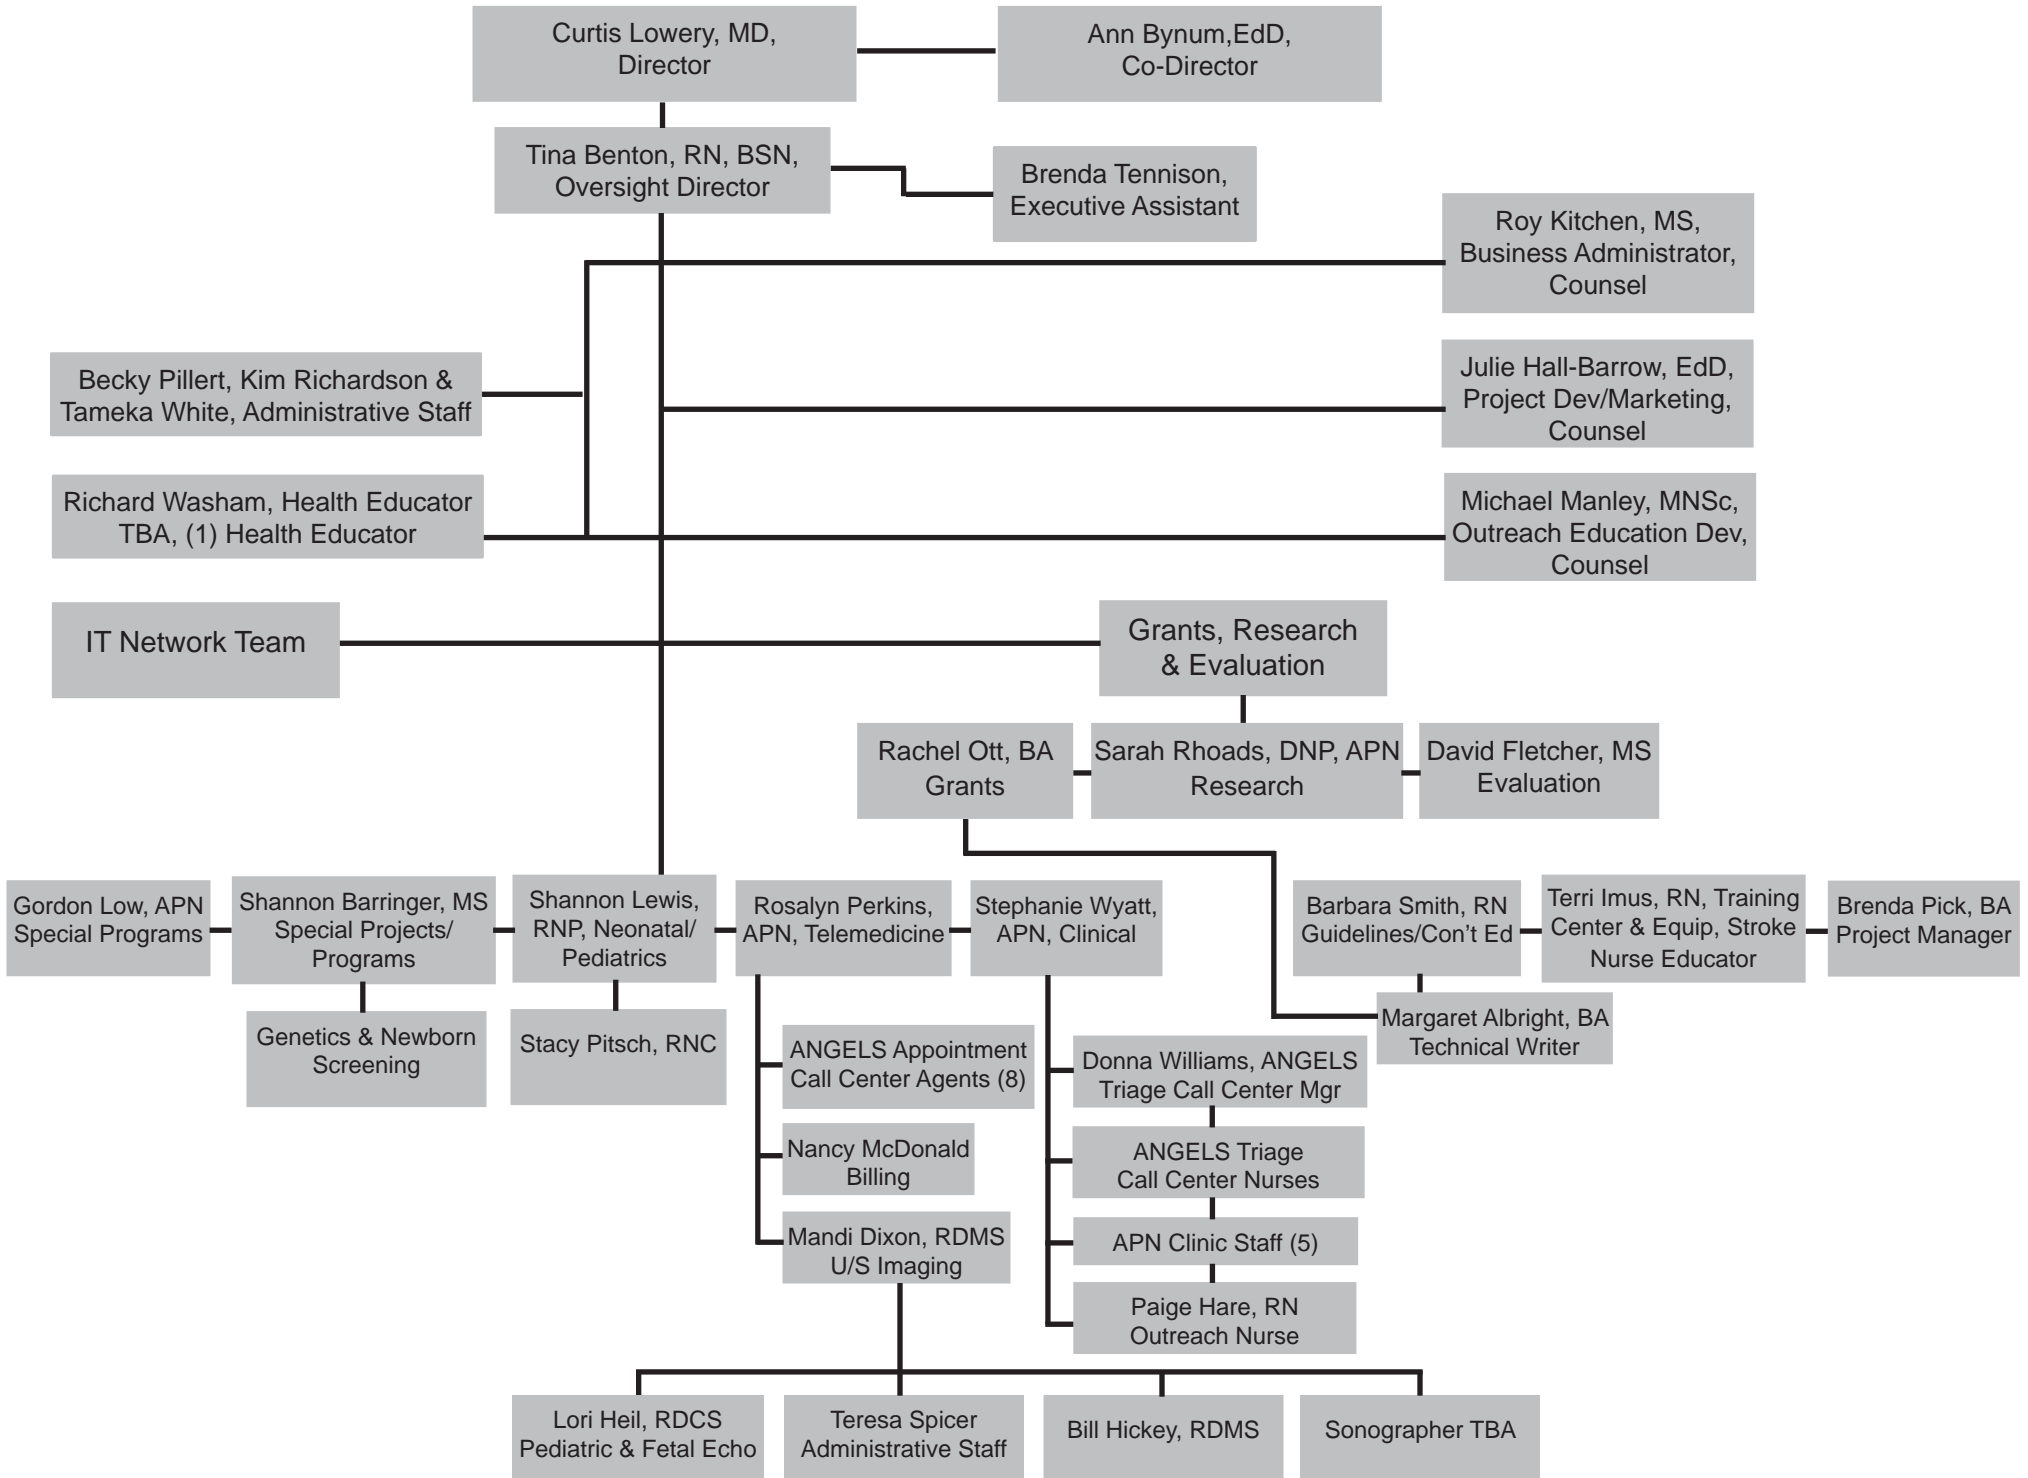 Curtis Lowery, MD,
Director
Ann Bynum,EdD,
Co-Director
Tina Benton, RN, BSN,
Oversight Director
Brenda Tennison,
Executive Assistant
Roy Kitchen, MS,
Business Administrator,
Counsel
Becky Pillert, Kim Richardson &
Tameka White, Administrative Staff
Julie Hall-Barrow, EdD,
Project Dev/Marketing,
Counsel
Richard Washam, Health Educator
TBA, (1) Health Educator
Michael Manley, MNSc,
Outreach Education Dev,
Counsel
IT Network Team
Grants, Research
& Evaluation
Rachel Ott, BA
Grants
Sarah Rhoads, DNP, APN
Research
David Fletcher, MS
Evaluation
Gordon Low, APN
Special Programs
Shannon Barringer, MS
Special Projects/
Programs
Shannon Lewis,
RNP, Neonatal/
Pediatrics
Rosalyn Perkins,
APN, Telemedicine
Stephanie Wyatt,
APN, Clinical
Barbara Smith, RN
Guidelines/Con't Ed
Terri Imus, RN, Training
Center & Equip, Stroke
Nurse Educator
Brenda Pick, BA
Project Manager
Genetics & Newborn
Screening
Stacy Pitsch, RNC
ANGELS Appointment
Call Center Agents (8)
Donna Williams, ANGELS
Triage Call Center Mgr
Margaret Albright, BA
Technical Writer
Nancy McDonald
Billing
ANGELS Triage
Call Center Nurses
Mandi Dixon, RDMS
U/S Imaging
APN Clinic Staff (5)
Paige Hare, RN
Outreach Nurse
Lori Heil, RDCS
Pediatric & Fetal Echo
Teresa Spicer
Administrative Staff
Bill Hickey, RDMS
Sonographer TBA